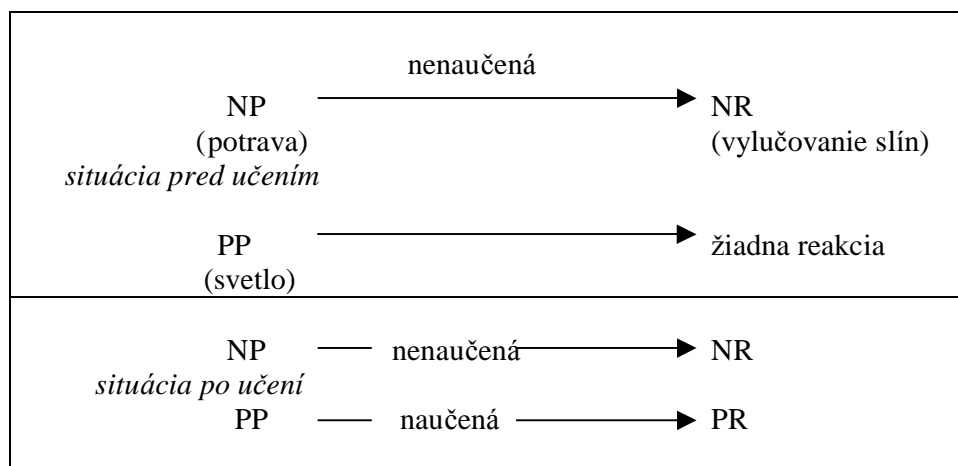 nenaučená
NP NR
(potrava) (vylučovanie slín)
situácia pred učením
PP žiadna reakcia
(svetlo)
NP nenaučená NR
situácia po učení
PP naučená PR